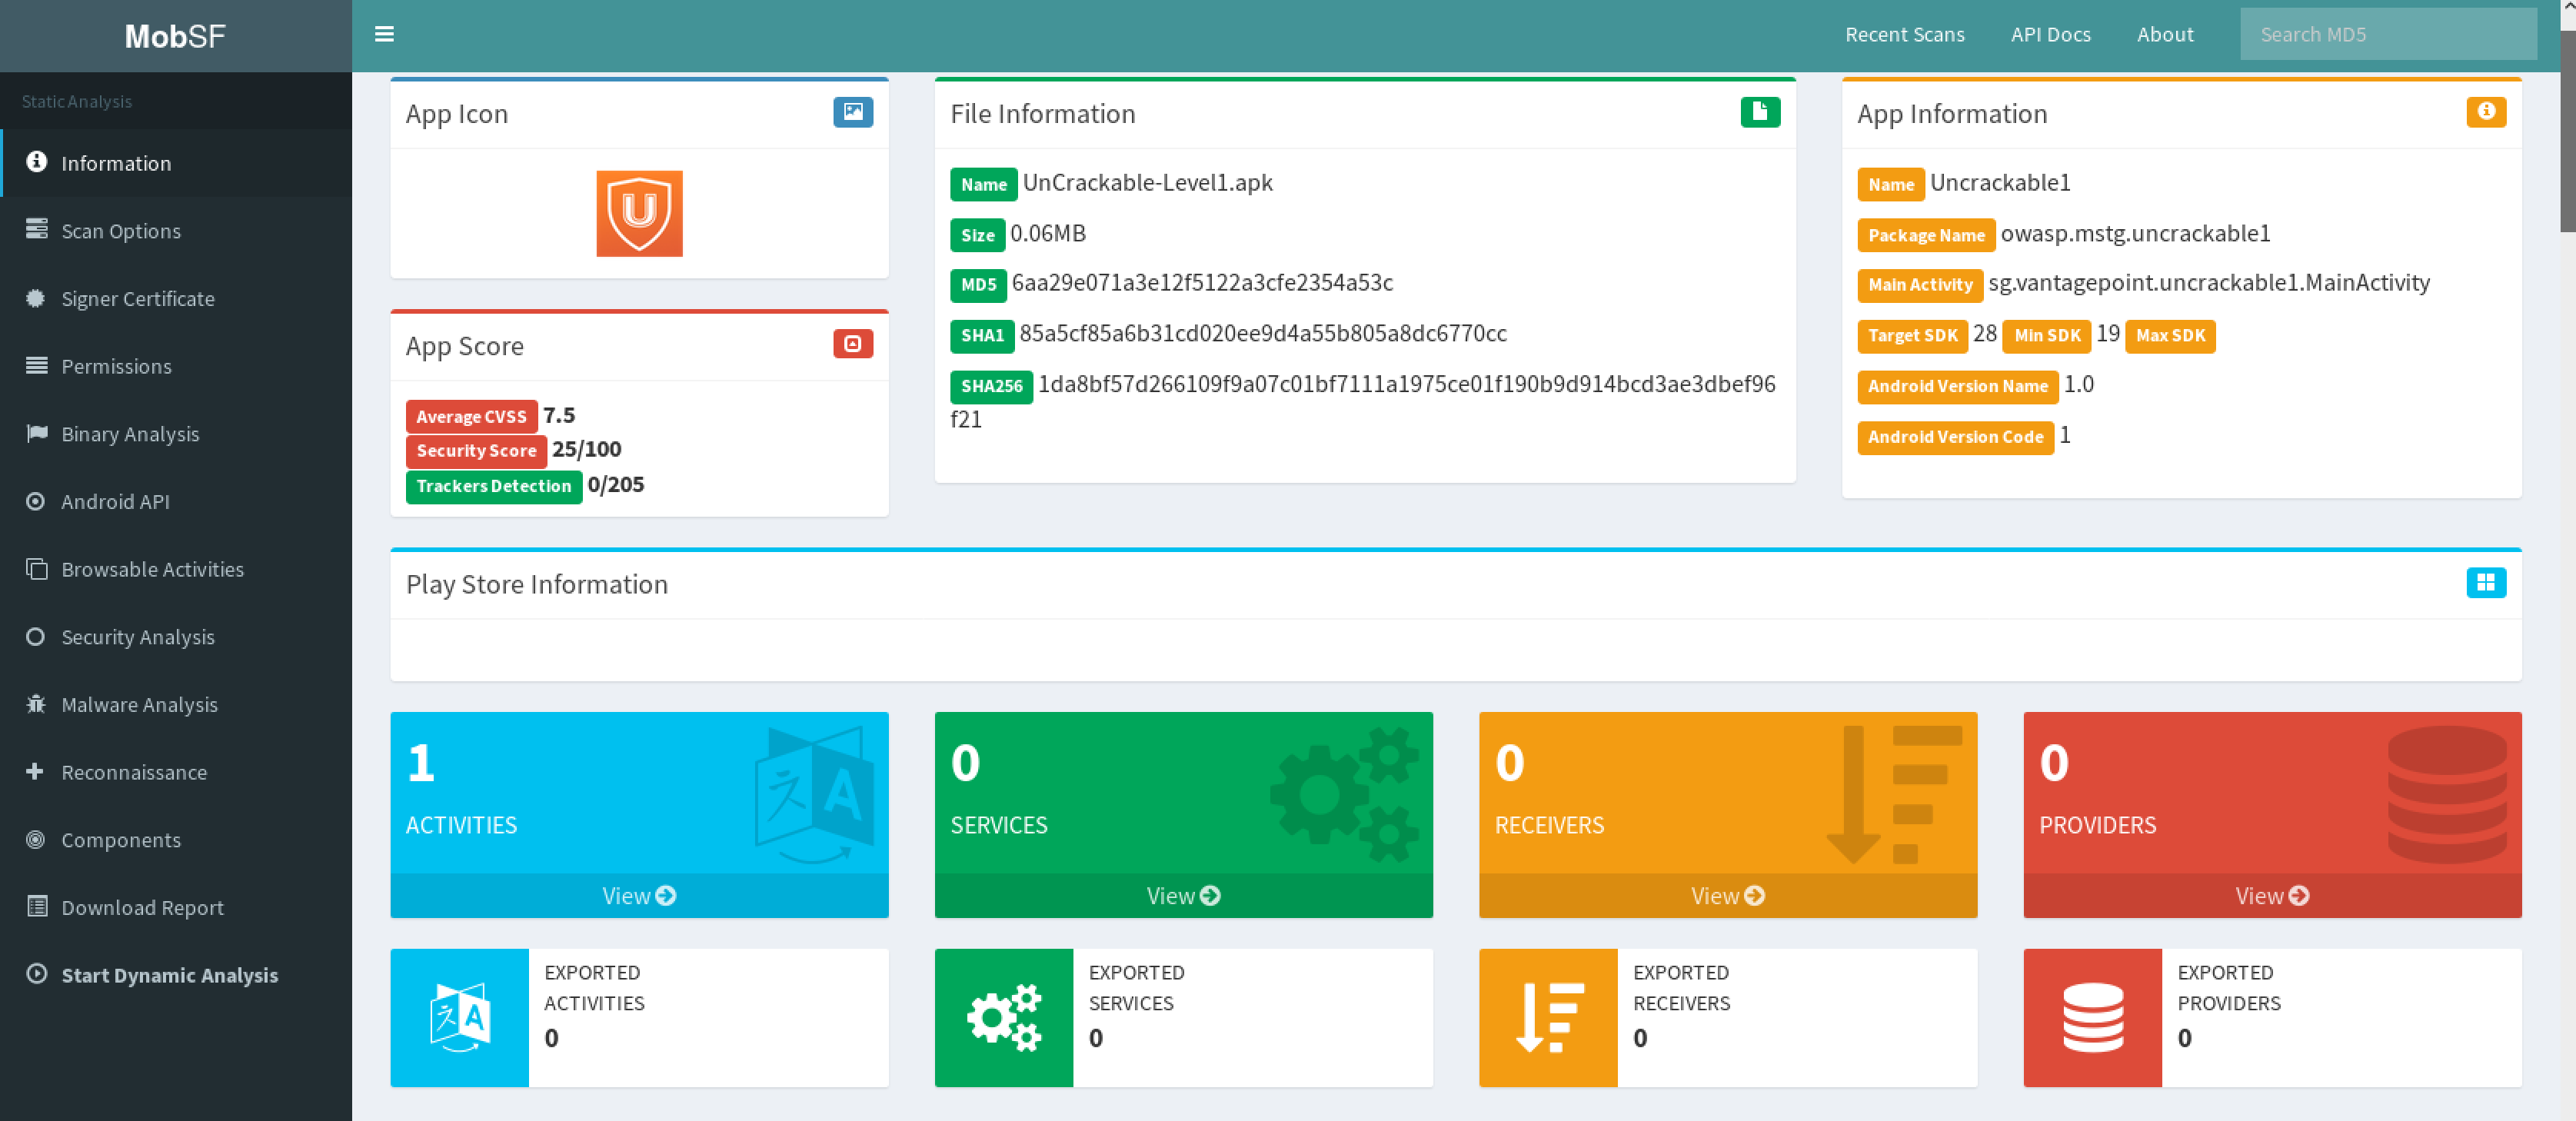 MobSF
Recent Scans
API Docs
About
Search MD5
Static Analysis
Information
Scan Options
Signer Certificate
Permissions
Binary Analysis
Android API
Browsable Activities
Security Analysis
Malware Analysis
Reconnaissance
Components
Download Report
Start Dynamic Analysis
App Icon
U
App Score
Average CVSS 7.5
Security Score 25/100
Trackers Detection 0/205
File Information
Name UnCrackable-Level1.apk
Size 0.06MB
MD5 6aa29e071a3e12f5122a3cfe2354a53c
SHA1 85a5cf85a6b31cd020ee9d4a55b805a8dc6770cc
SHA256 1da8bf57d266109f9a07c01bf7111a1975ce01f190b9d914bcd3ae3dbef96
f21
App Information
Name Uncrackable1
Package Name owasp.mstg.uncrackable1
Main Activity sg.vantagepoint.uncrackable1.MainActivity
Target SDK 28 Min SDK 19 Max SDK
Android Version Name 1.0
Android Version Code 1
Play Store Information
1
ACTIVITIES
View
0
SERVICES
View
0
RECEIVERS
View
0
PROVIDERS
View
EXPORTED
ACTIVITIES
0
EXPORTED
SERVICES
0
EXPORTED
RECEIVERS
0
EXPORTED
PROVIDERS
0